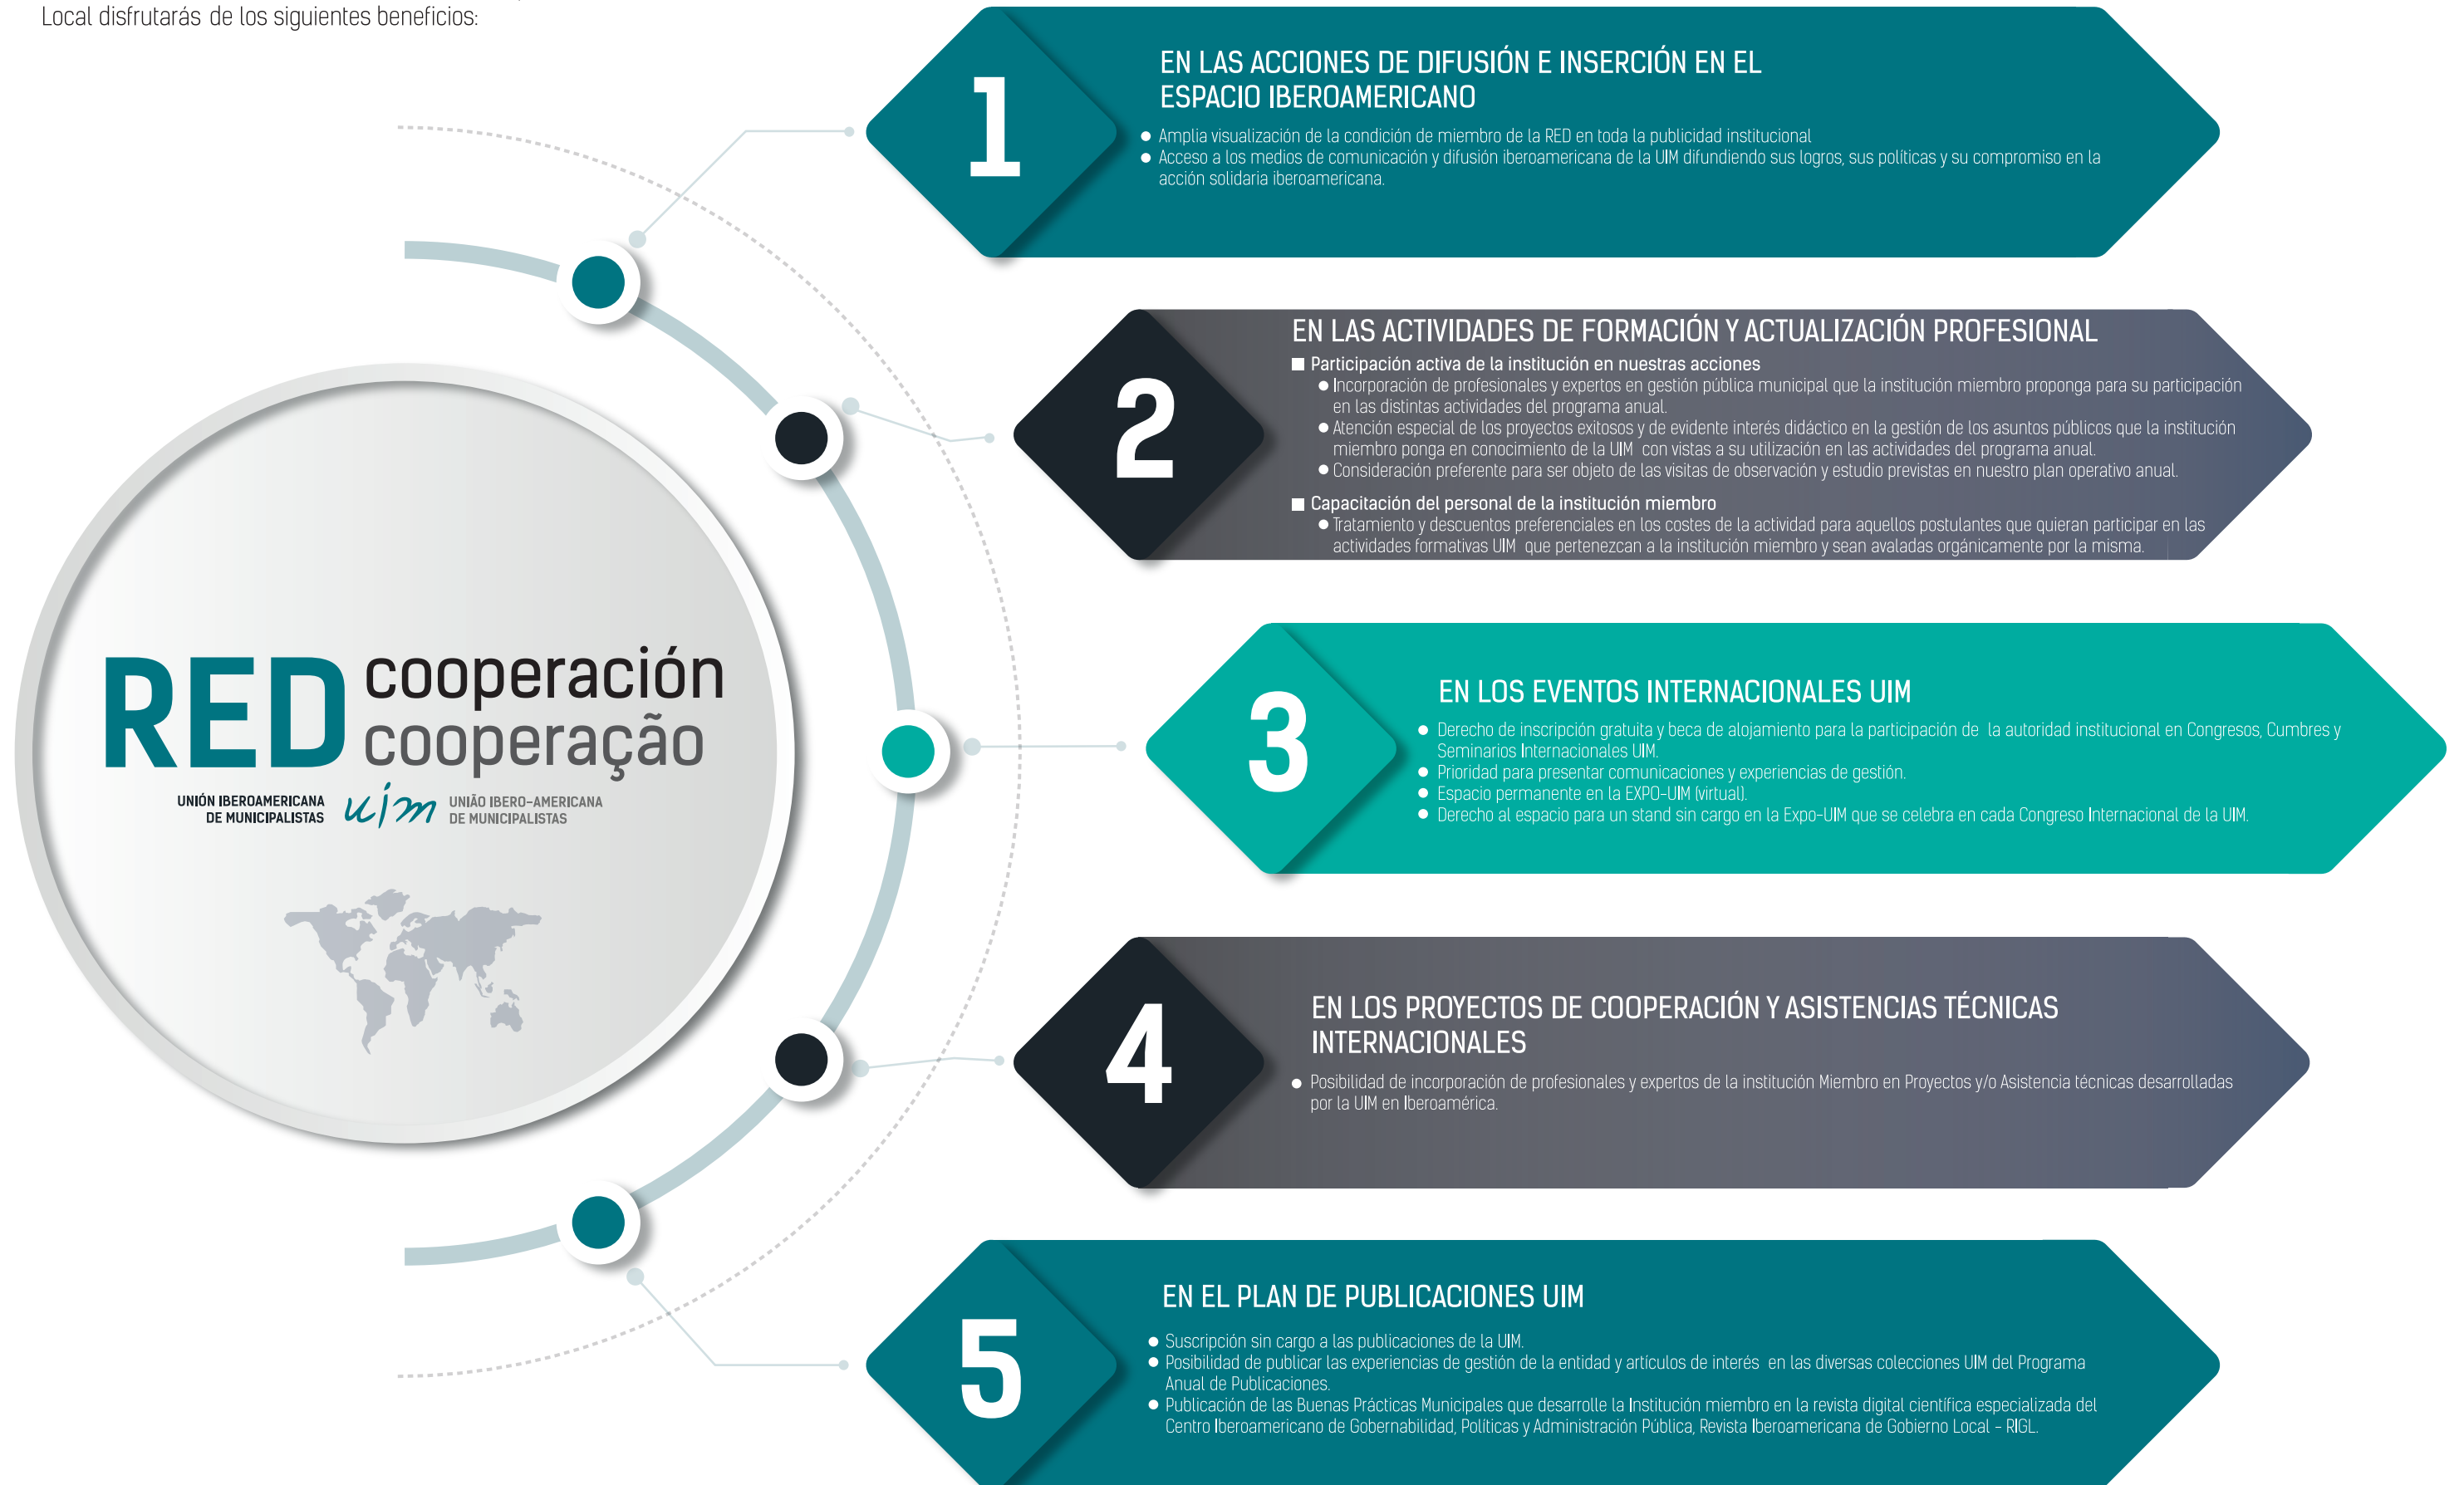 Local disfrutarás de los siguientes beneficios:
1
EN LAS ACCIONES DE DIFUSIÓN E INSERCIÓN EN EL
ESPACIO IBEROAMERICANO
● Amplia visualización de la condición de miembro de la RED en toda la publicidad institucional
● Acceso a los medios de comunicación y difusión iberoamericana de la UIM difundiendo sus logros, sus políticas y su compromiso en la
acción solidaria iberoamericana.
2
EN LAS ACTIVIDADES DE FORMACIÓN Y ACTUALIZACIÓN PROFESIONAL
■ Participación activa de la institución en nuestras acciones
● Incorporación de profesionales y expertos en gestión pública municipal que la institución miembro proponga para su participación
en las distintas actividades del programa anual.
● Atención especial de los proyectos exitosos y de evidente interés didáctico en la gestión de los asuntos públicos que la institución
miembro ponga en conocimiento de la UIM con vistas a su utilización en las actividades del programa anual.
● Consideración preferente para ser objeto de las visitas de observación y estudio previstas en nuestro plan operativo anual.
■ Capacitación del personal de la institución miembro
● Tratamiento y descuentos preferenciales en los costes de la actividad para aquellos postulantes que quieran participar en las
actividades formativas UIM que pertenezcan a la institución miembro y sean avaladas orgánicamente por la misma.
RED cooperación
cooperação
UNIÓN IBEROAMERICANA
DE MUNICIPALISTAS
uim
UNIÃO IBERO-AMERICANA
DE MUNICIPALISTAS
3
EN LOS EVENTOS INTERNACIONALES UIM
● Derecho de inscripción gratuita y beca de alojamiento para la participación de la autoridad institucional en Congresos, Cumbres y
Seminarios Internacionales UIM.
● Prioridad para presentar comunicaciones y experiencias de gestión.
● Espacio permanente en la EXPO-UIM (virtual).
● Derecho al espacio para un stand sin cargo en la Expo-UIM que se celebra en cada Congreso Internacional de la UIM.
4
EN LOS PROYECTOS DE COOPERACIÓN Y ASISTENCIAS TÉCNICAS
INTERNACIONALES
● Posibilidad de incorporación de profesionales y expertos de la institución Miembro en Proyectos y/o Asistencia técnicas desarrolladas
por la UIM en Iberoamérica.
5
EN EL PLAN DE PUBLICACIONES UIM
● Suscripción sin cargo a las publicaciones de la UIM.
● Posibilidad de publicar las experiencias de gestión de la entidad y artículos de interés en las diversas colecciones UIM del Programa
Anual de Publicaciones.
● Publicación de las Buenas Prácticas Municipales que desarrolle la Institución miembro en la revista digital científica especializada del
Centro Iberoamericano de Gobernabilidad, Políticas y Administración Pública, Revista Iberoamericana de Gobierno Local - RIGL.